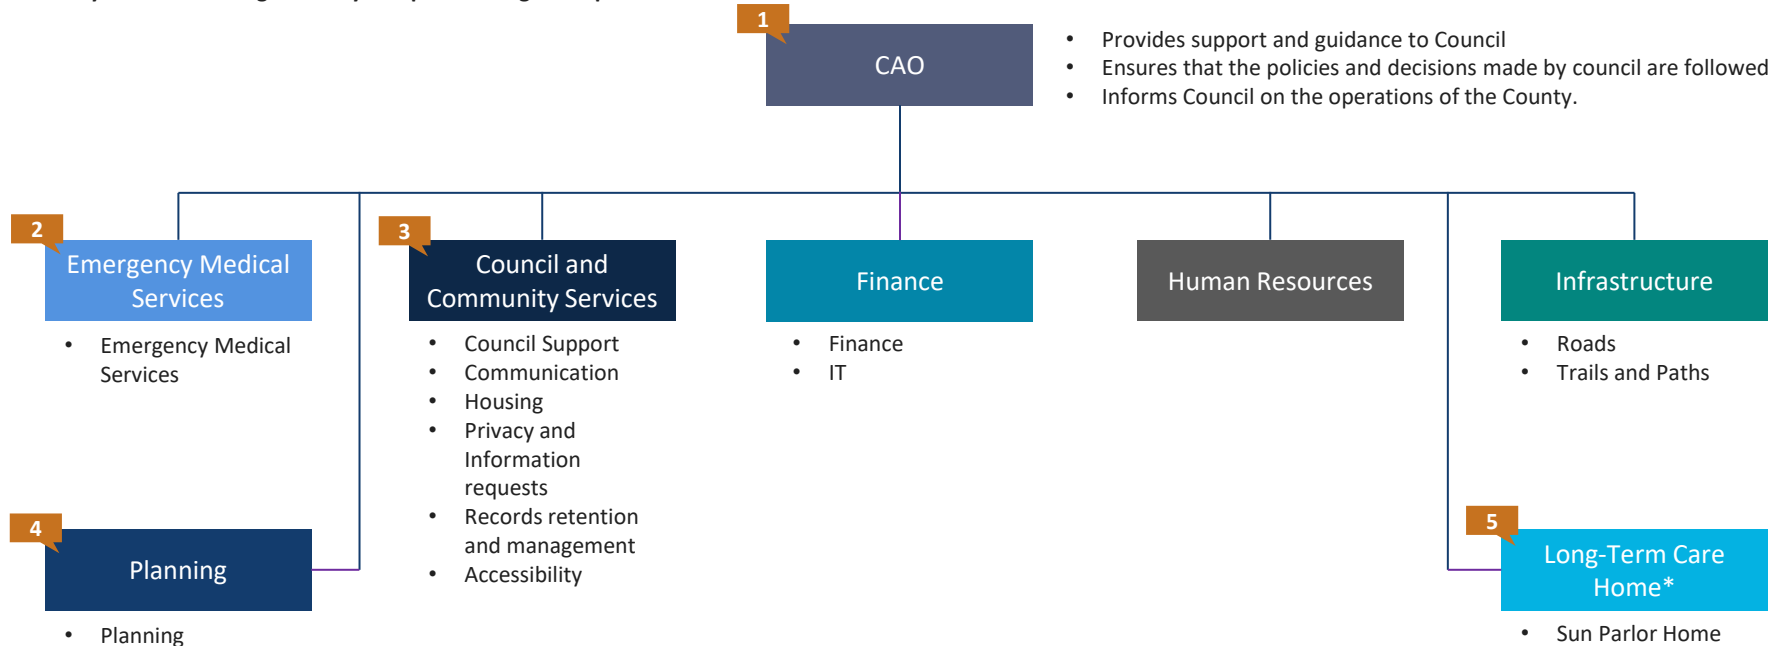 1
CAO
• Provides support and guidance to Council
• Ensures that the policies and decisions made by council are followed
• Informs Council on the operations of the County.
2
Emergency Medical
Services
• Emergency Medical
Services
3
Council and
Community Services
• Council Support
• Communication
• Housing
• Privacy and
Information
requests
• Records retention
and management
• Accessibility
Finance
• Finance
• IT
Human Resources
Infrastructure
• Roads
• Trails and Paths
4
Planning
• Planning
5
Long-Term Care
Home*
• Sun Parlor Home